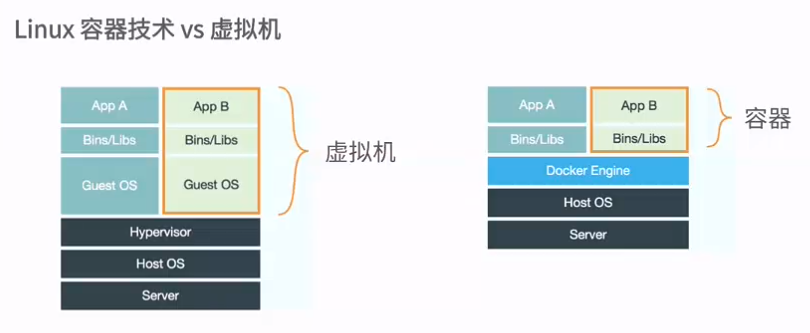 Linux 容器技术 vs 虚拟机
App A
App B
Bins/Libs
Bins/Libs
Guest OS
Guest OS
Hypervisor
Host OS
Server
虚拟机
App A
App B
Bins/Libs
Bins/Libs
Docker Engine
Host OS
Server
容器